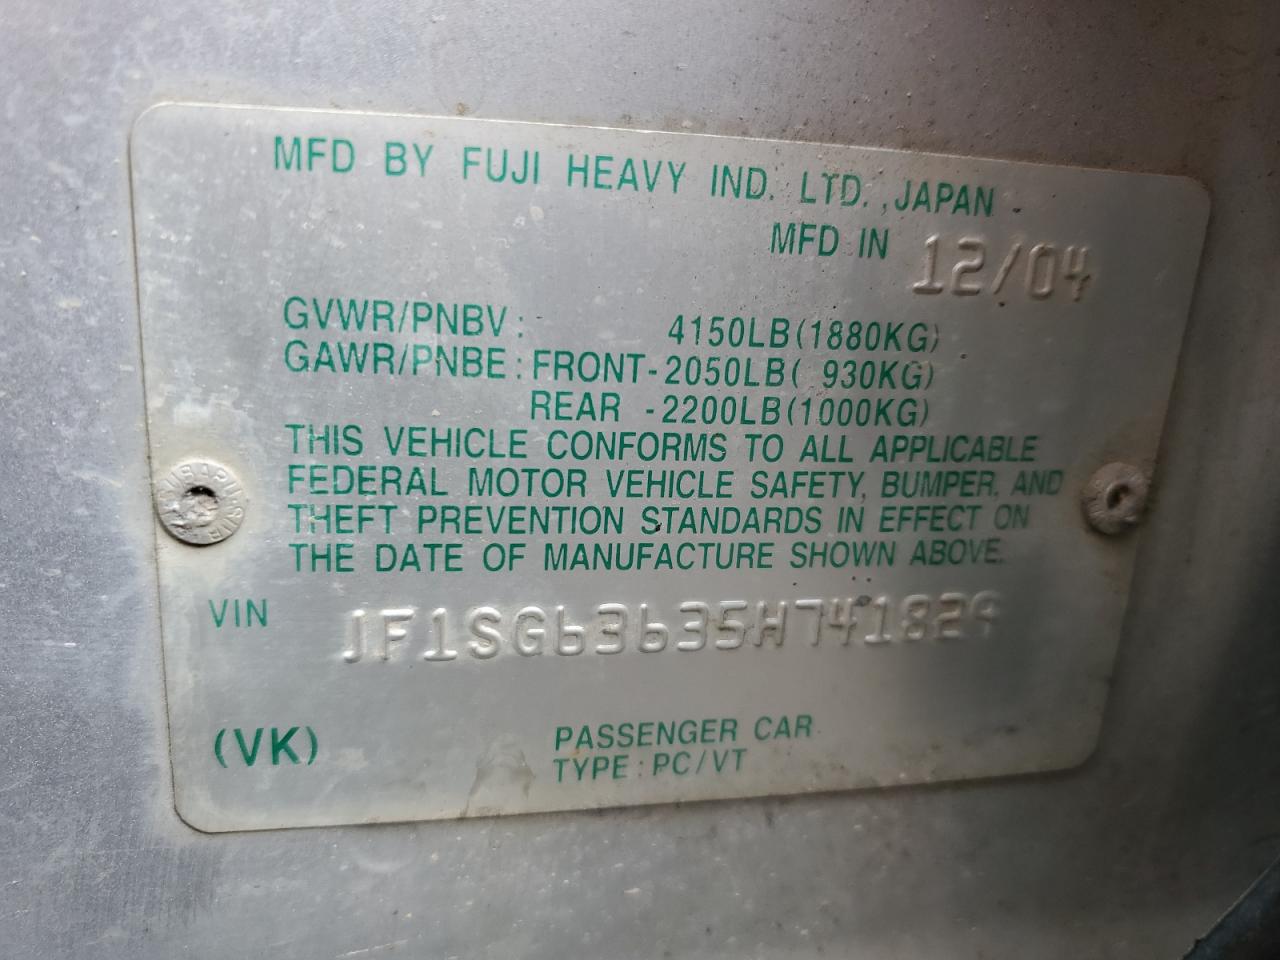 MFD BY FUJI HEAVY IND. LTD., JAPAN
MFD IN 12/04
GVWR/PNBV: 4150LB(1880KG)
GAWR/PNBE: FRONT-2050LB( 930KG)
REAR -2200LB(1000KG)
THIS VEHICLE CONFORMS TO ALL APPLICABLE
FEDERAL MOTOR VEHICLE SAFETY, BUMPER, AND
THEFT PREVENTION STANDARDS IN EFFECT ON
THE DATE OF MANUFACTURE SHOWN ABOVE.
VIN JF1SG63635H741829
(VK) PASSENGER CAR
TYPE: PC/VT